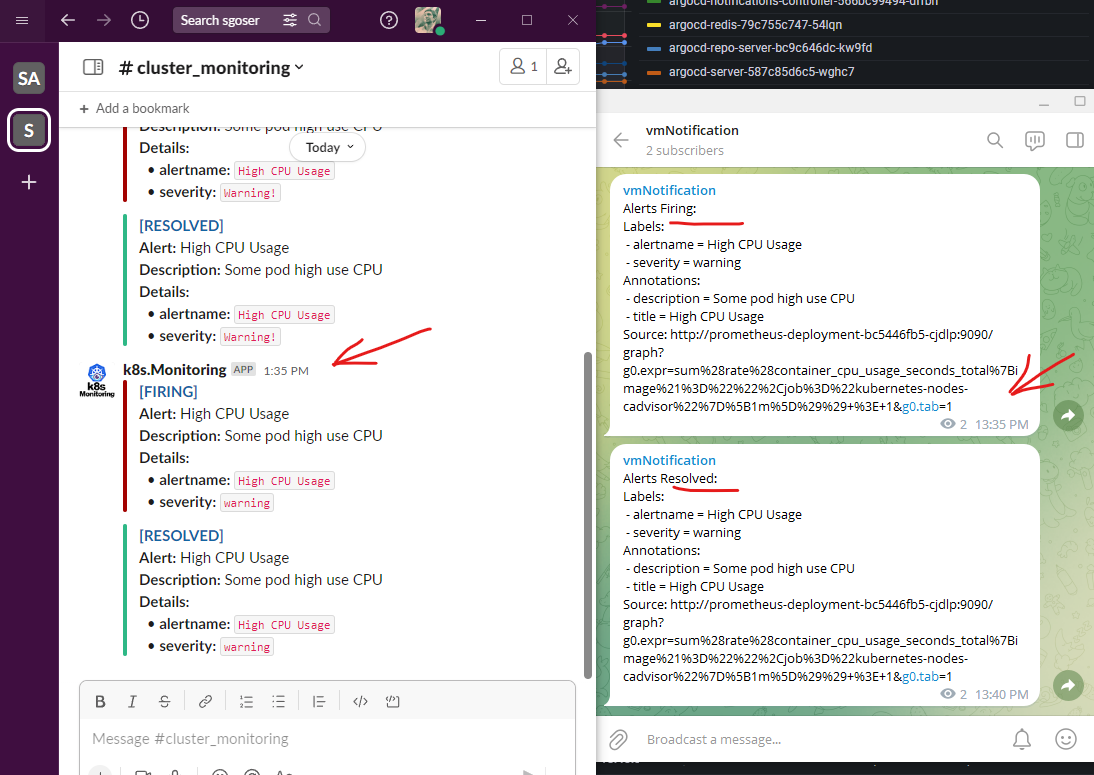 Search sgoser
SA
S
# cluster_monitoring
1
Add a bookmark
Description: Some pod high use CPU
Today
Details:
• alertname: High CPU Usage
• severity: Warning!
[RESOLVED]
Alert: High CPU Usage
Description: Some pod high use CPU
Details:
• alertname: High CPU Usage
• severity: Warning!
k8s
Monitoring
k8s.Monitoring APP 1:35 PM
[FIRING]
Alert: High CPU Usage
Description: Some pod high use CPU
Details:
• alertname: High CPU Usage
• severity: warning
[RESOLVED]
Alert: High CPU Usage
Description: Some pod high use CPU
Details:
• alertname: High CPU Usage
• severity: warning
Message #cluster_monitoring
Aa
argocd-notifications-controller-566bc99494-drfbh
argocd-redis-79c755c747-54lqn
argocd-repo-server-bc9c646dc-kw9fd
argocd-server-587c85d6c5-wghc7
vmNotification
2 subscribers
vmNotification
Alerts Firing:
Labels:
- alertname = High CPU Usage
- severity = warning
Annotations:
- description = Some pod high use CPU
- title = High CPU Usage
Source: http://prometheus-deployment-bc5446fb5-cjdlp:9090/
graph?
g0.expr=sum%28rate%28container_cpu_usage_seconds_total%7Bi
mage%21%3D%22%22%2Cjob%3D%22kubernetes-nodes-
cadvisor%22%7D%5B1m%5D%29%29+%3E+1&g0.tab=1
2 13:35 PM
vmNotification
Alerts Resolved:
Labels:
- alertname = High CPU Usage
- severity = warning
Annotations:
- description = Some pod high use CPU
- title = High CPU Usage
Source: http://prometheus-deployment-bc5446fb5-cjdlp:9090/
graph?
g0.expr=sum%28rate%28container_cpu_usage_seconds_total%7Bi
mage%21%3D%22%22%2Cjob%3D%22kubernetes-nodes-
cadvisor%22%7D%5B1m%5D%29%29+%3E+1&g0.tab=1
2 13:40 PM
Broadcast a message...